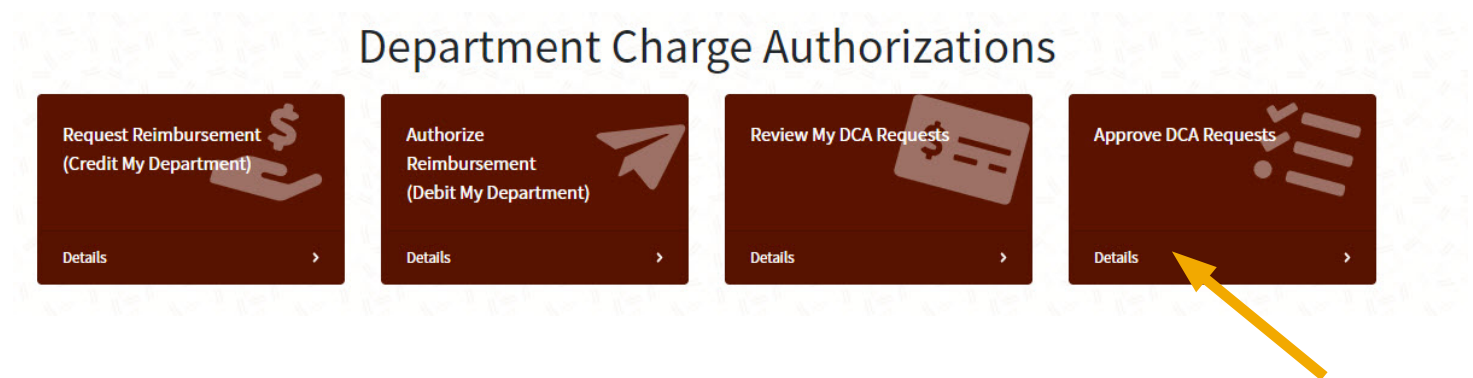 Department Charge Authorizations
Request Reimbursement
(Credit My Department)
Details
Authorize
Reimbursement
(Debit My Department)
Details
Review My DCA Requests
Details
Approve DCA Requests
Details